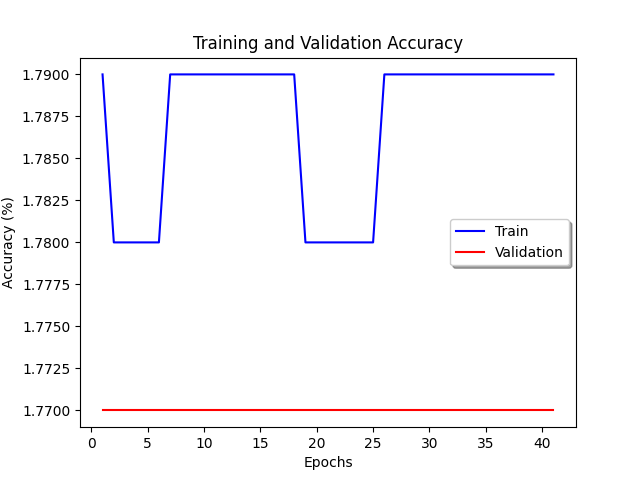 Training and Validation Accuracy
Accuracy (%)
1.7900
1.7875
1.7850
1.7825
1.7800
1.7775
1.7750
1.7725
1.7700
Train
Validation
0 5 10 15 20 25 30 35 40
Epochs